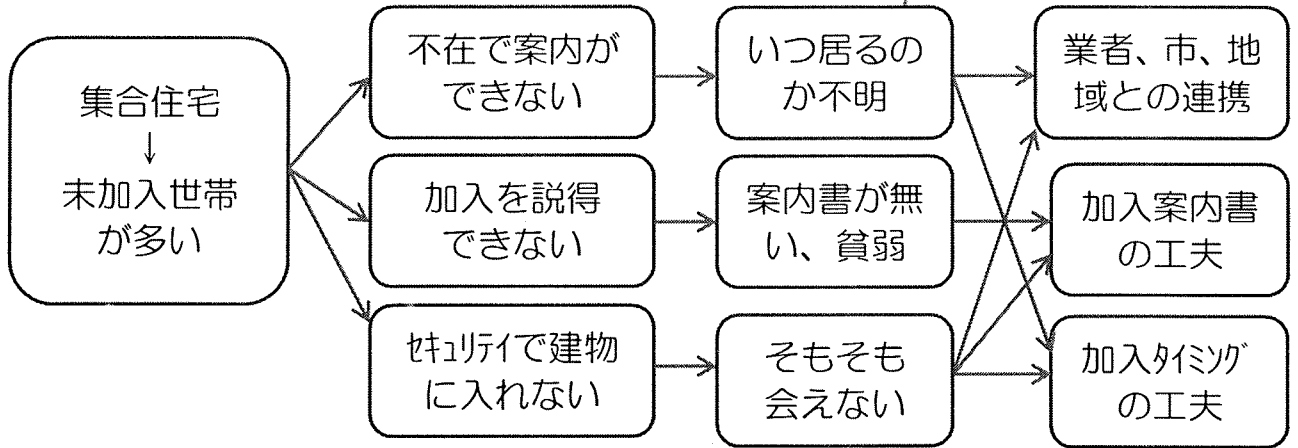 集合住宅
↓
未加入世帯
が多い
不在で案内が
できない
いつ居るの
か不明
業者、市、地
域との連携
加入を説得
できない
案内書が無
い、貧弱
加入案内書
の工夫
ｾｷｭﾘﾃｨで建物
に入れない
そもそも
会えない
加入ﾀｲﾐﾝｸﾞ
の工夫